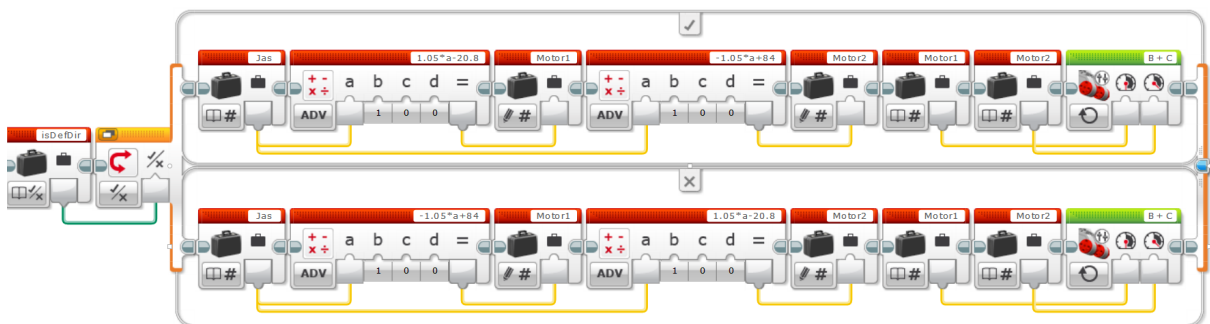 Jas 1.05*a-20.8 Motor1 -1.05*a+84 Motor2 Motor1 Motor2 B + C
a b c d = a b c d =
# ADV 1 0 0 # ADV 1 0 0 # # #
isDefDir
Jas -1.05*a+84 Motor1 1.05*a-20.8 Motor2 Motor1 Motor2 B + C
a b c d = a b c d =
# ADV 1 0 0 # ADV 1 0 0 # # #